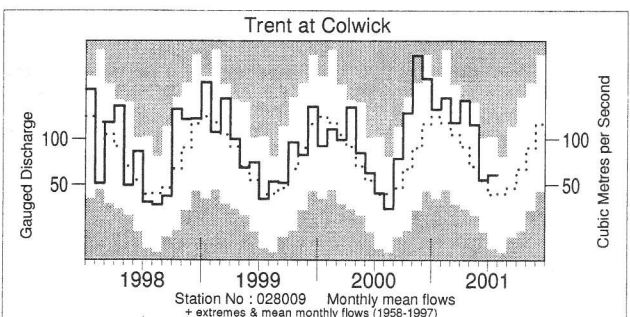 Trent at Colwick
Gauged Discharge
100
50
100
50
Cubic Metres per Second
1998 1999 2000 2001
Station No : 028009 Monthly mean flows
+ extremes & mean monthly flows (1958-1997)